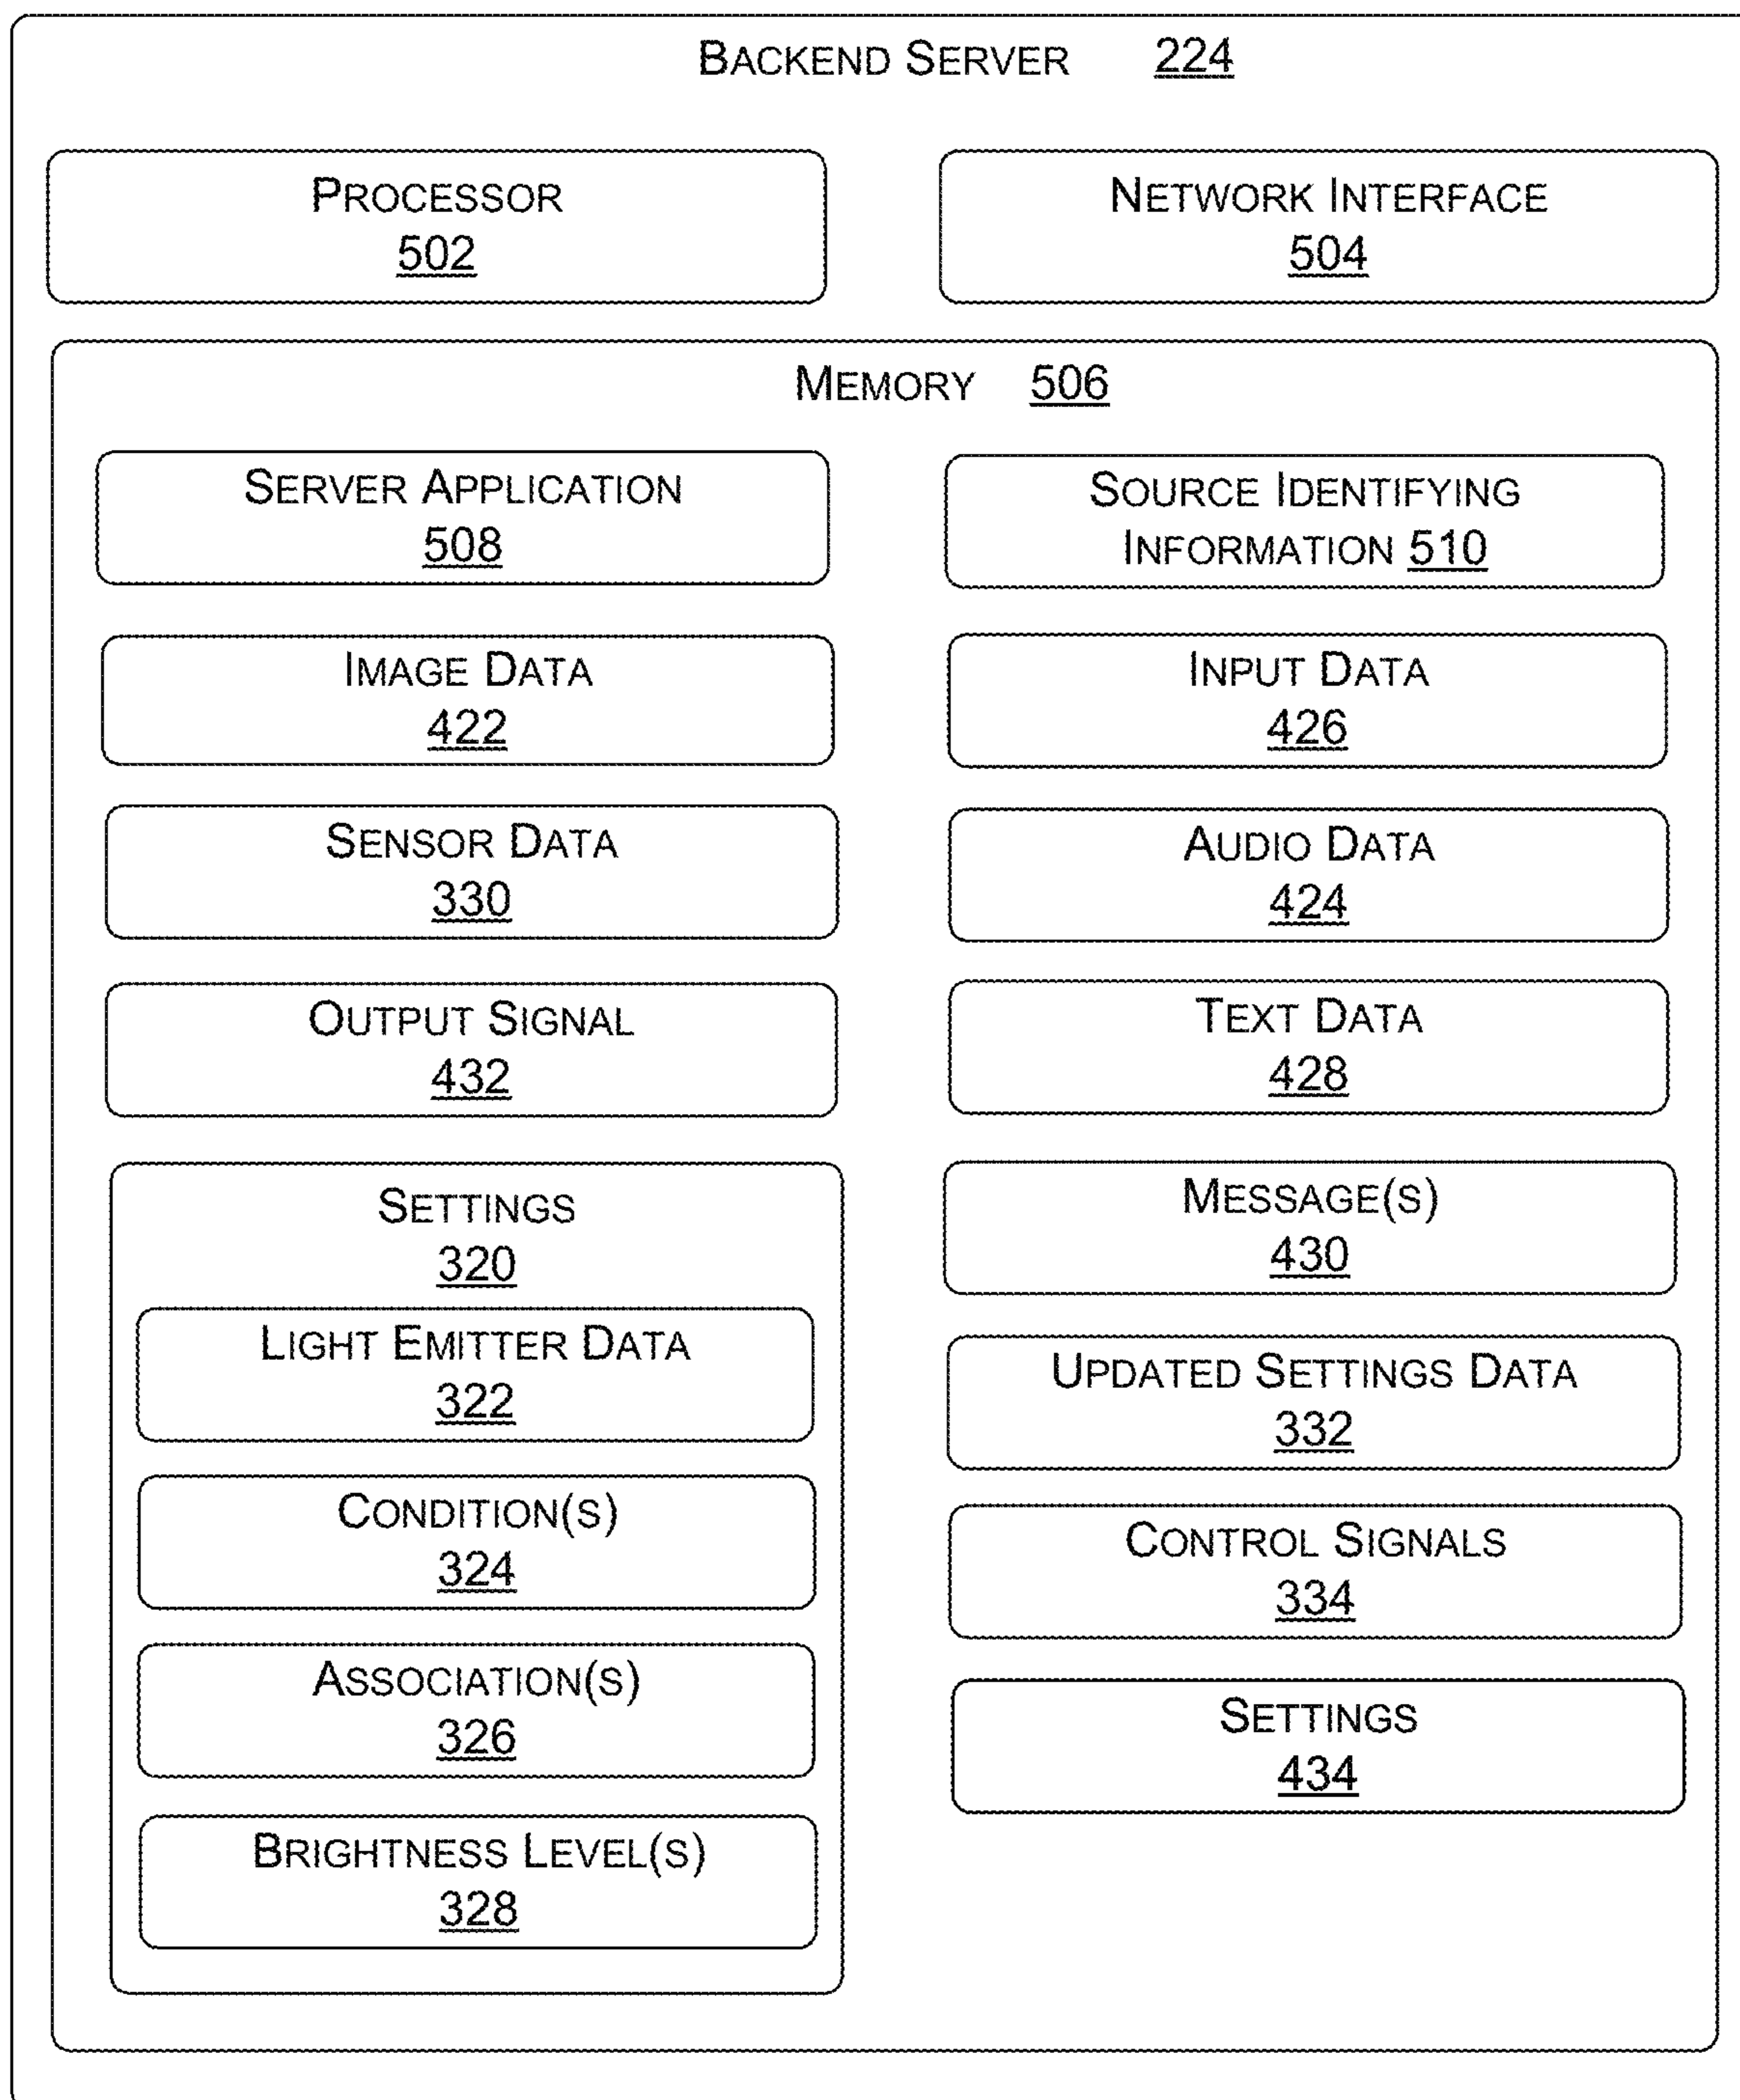 BACKEND SERVER 224
PROCESSOR
502
NETWORK INTERFACE
504
MEMORY 506
SERVER APPLICATION
508
SOURCE IDENTIFYING
INFORMATION 510
IMAGE DATA
422
INPUT DATA
426
SENSOR DATA
330
AUDIO DATA
424
OUTPUT SIGNAL
432
TEXT DATA
428
SETTINGS
320
LIGHT EMITTER DATA
322
CONDITION(S)
324
ASSOCIATION(S)
326
BRIGHTNESS LEVEL(S)
328
MESSAGE(S)
430
UPDATED SETTINGS DATA
332
CONTROL SIGNALS
334
SETTINGS
434